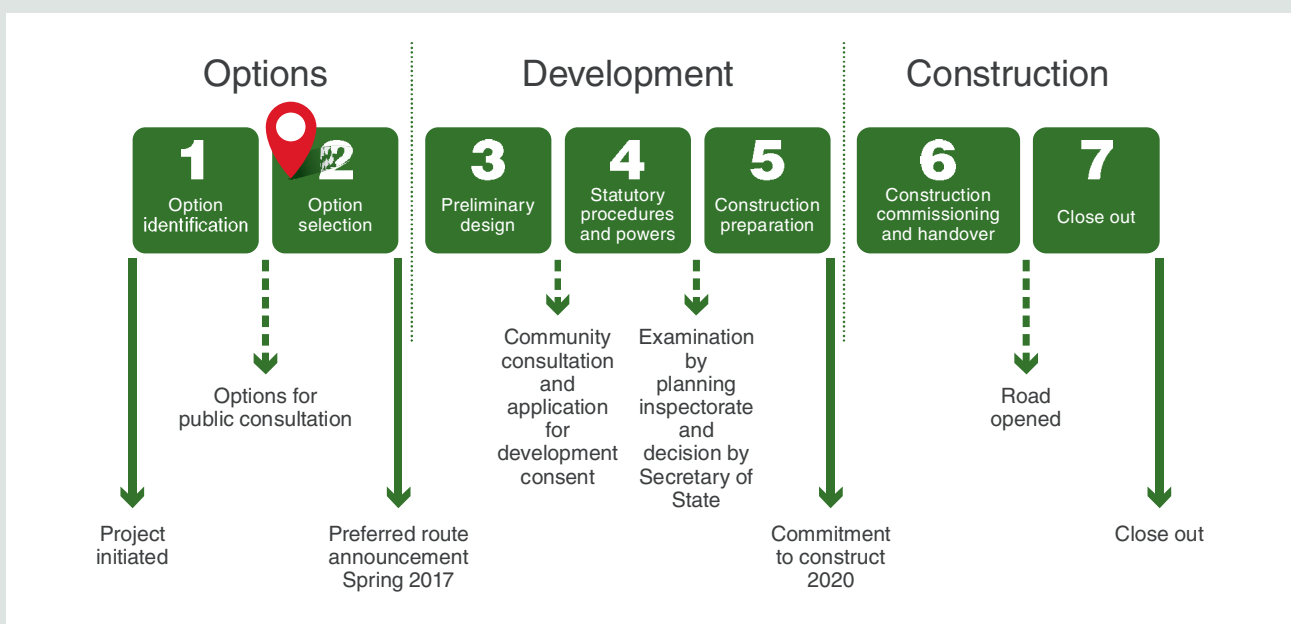 Options
Development
Construction
1
Option
identification
2
Option
selection
3
Preliminary
design
4
Statutory
procedures
and powers
5
Construction
preparation
6
Construction
commissioning
and handover
7
Close out
Project
initiated
Options for
public consultation
Preferred route
announcement
Spring 2017
Community
consultation
and
application
for
development
consent
Examination
by
planning
inspectorate
and
decision by
Secretary of
State
Commitment
to construct
2020
Road
opened
Close out